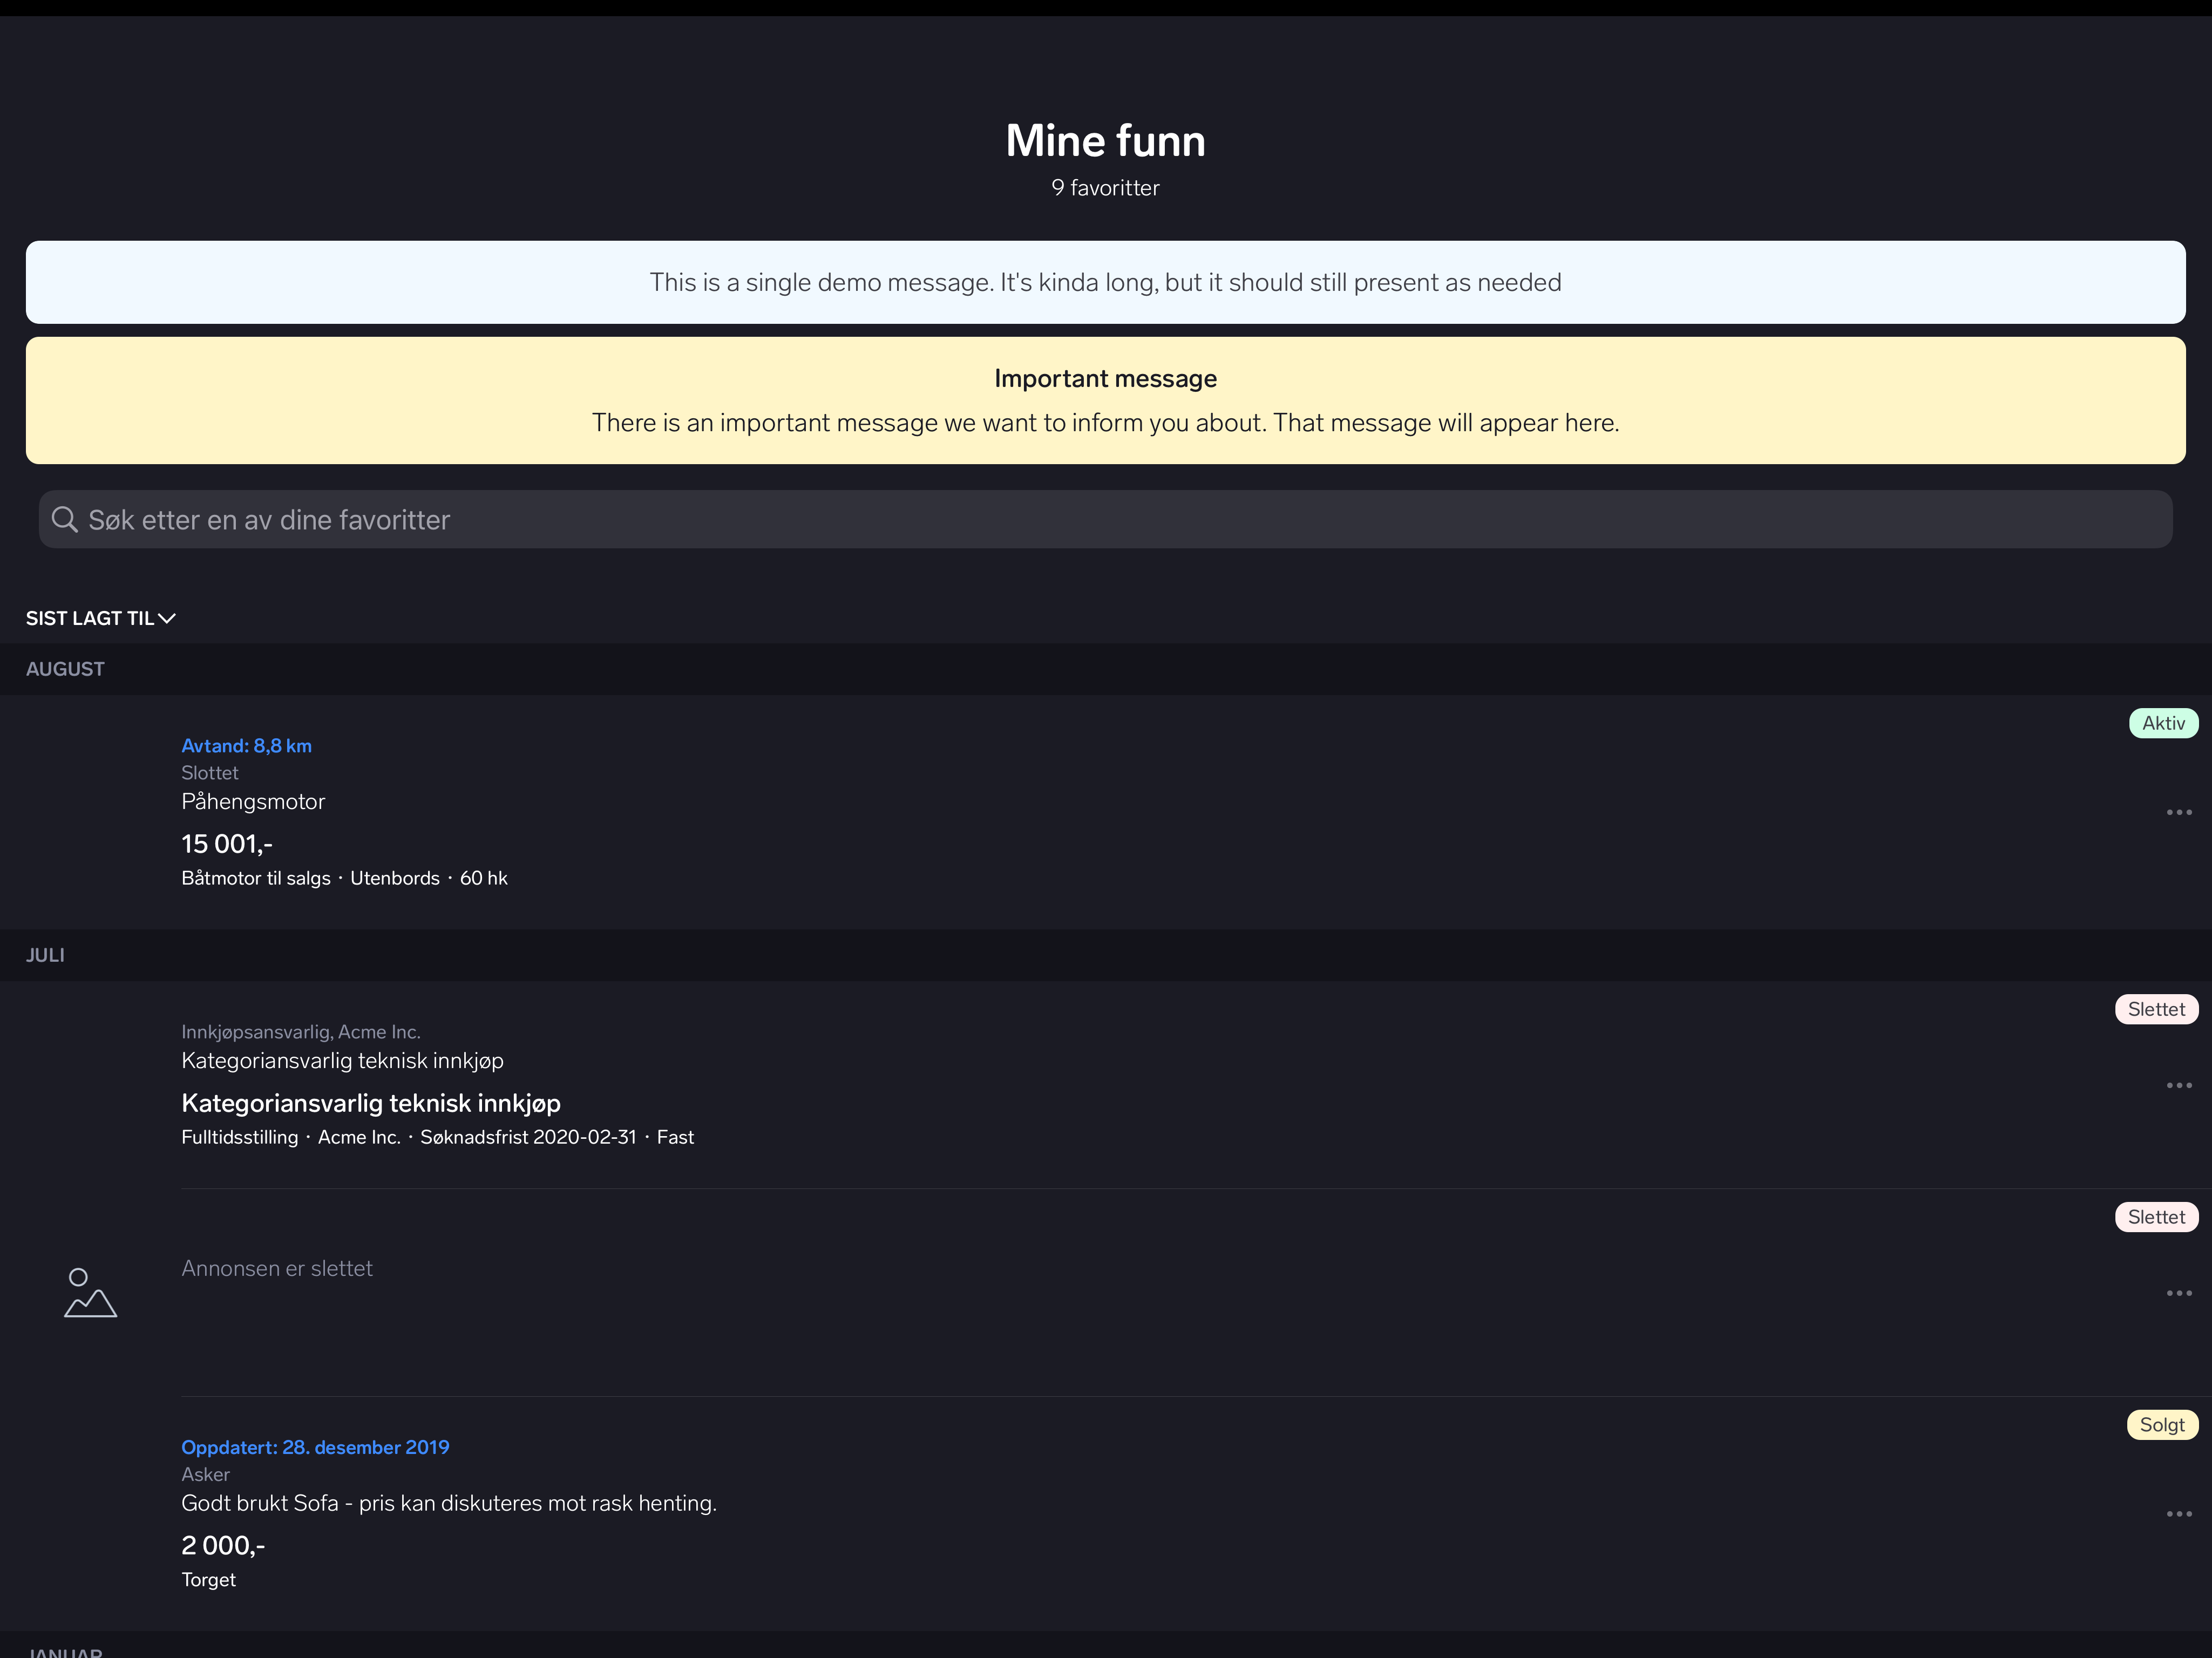 Mine funn
9 favoritter
This is a single demo message. It's kinda long, but it should still present as needed
Important message
There is an important message we want to inform you about. That message will appear here.
Søk etter en av dine favoritter
SIST LAGT TIL
AUGUST
Aktiv
Avtand: 8,8 km
Slottet
Påhengsmotor
15 001,-
Båtmotor til salgs · Utenbords · 60 hk
JULI
Slettet
Innkjøpsansvarlig, Acme Inc.
Kategoriansvarlig teknisk innkjøp
Kategoriansvarlig teknisk innkjøp
Fulltidsstilling · Acme Inc. · Søknadsfrist 2020-02-31 · Fast
Slettet
Annonsen er slettet
Solgt
Oppdatert: 28. desember 2019
Asker
Godt brukt Sofa - pris kan diskuteres mot rask henting.
2 000,-
Torget
JANUAR